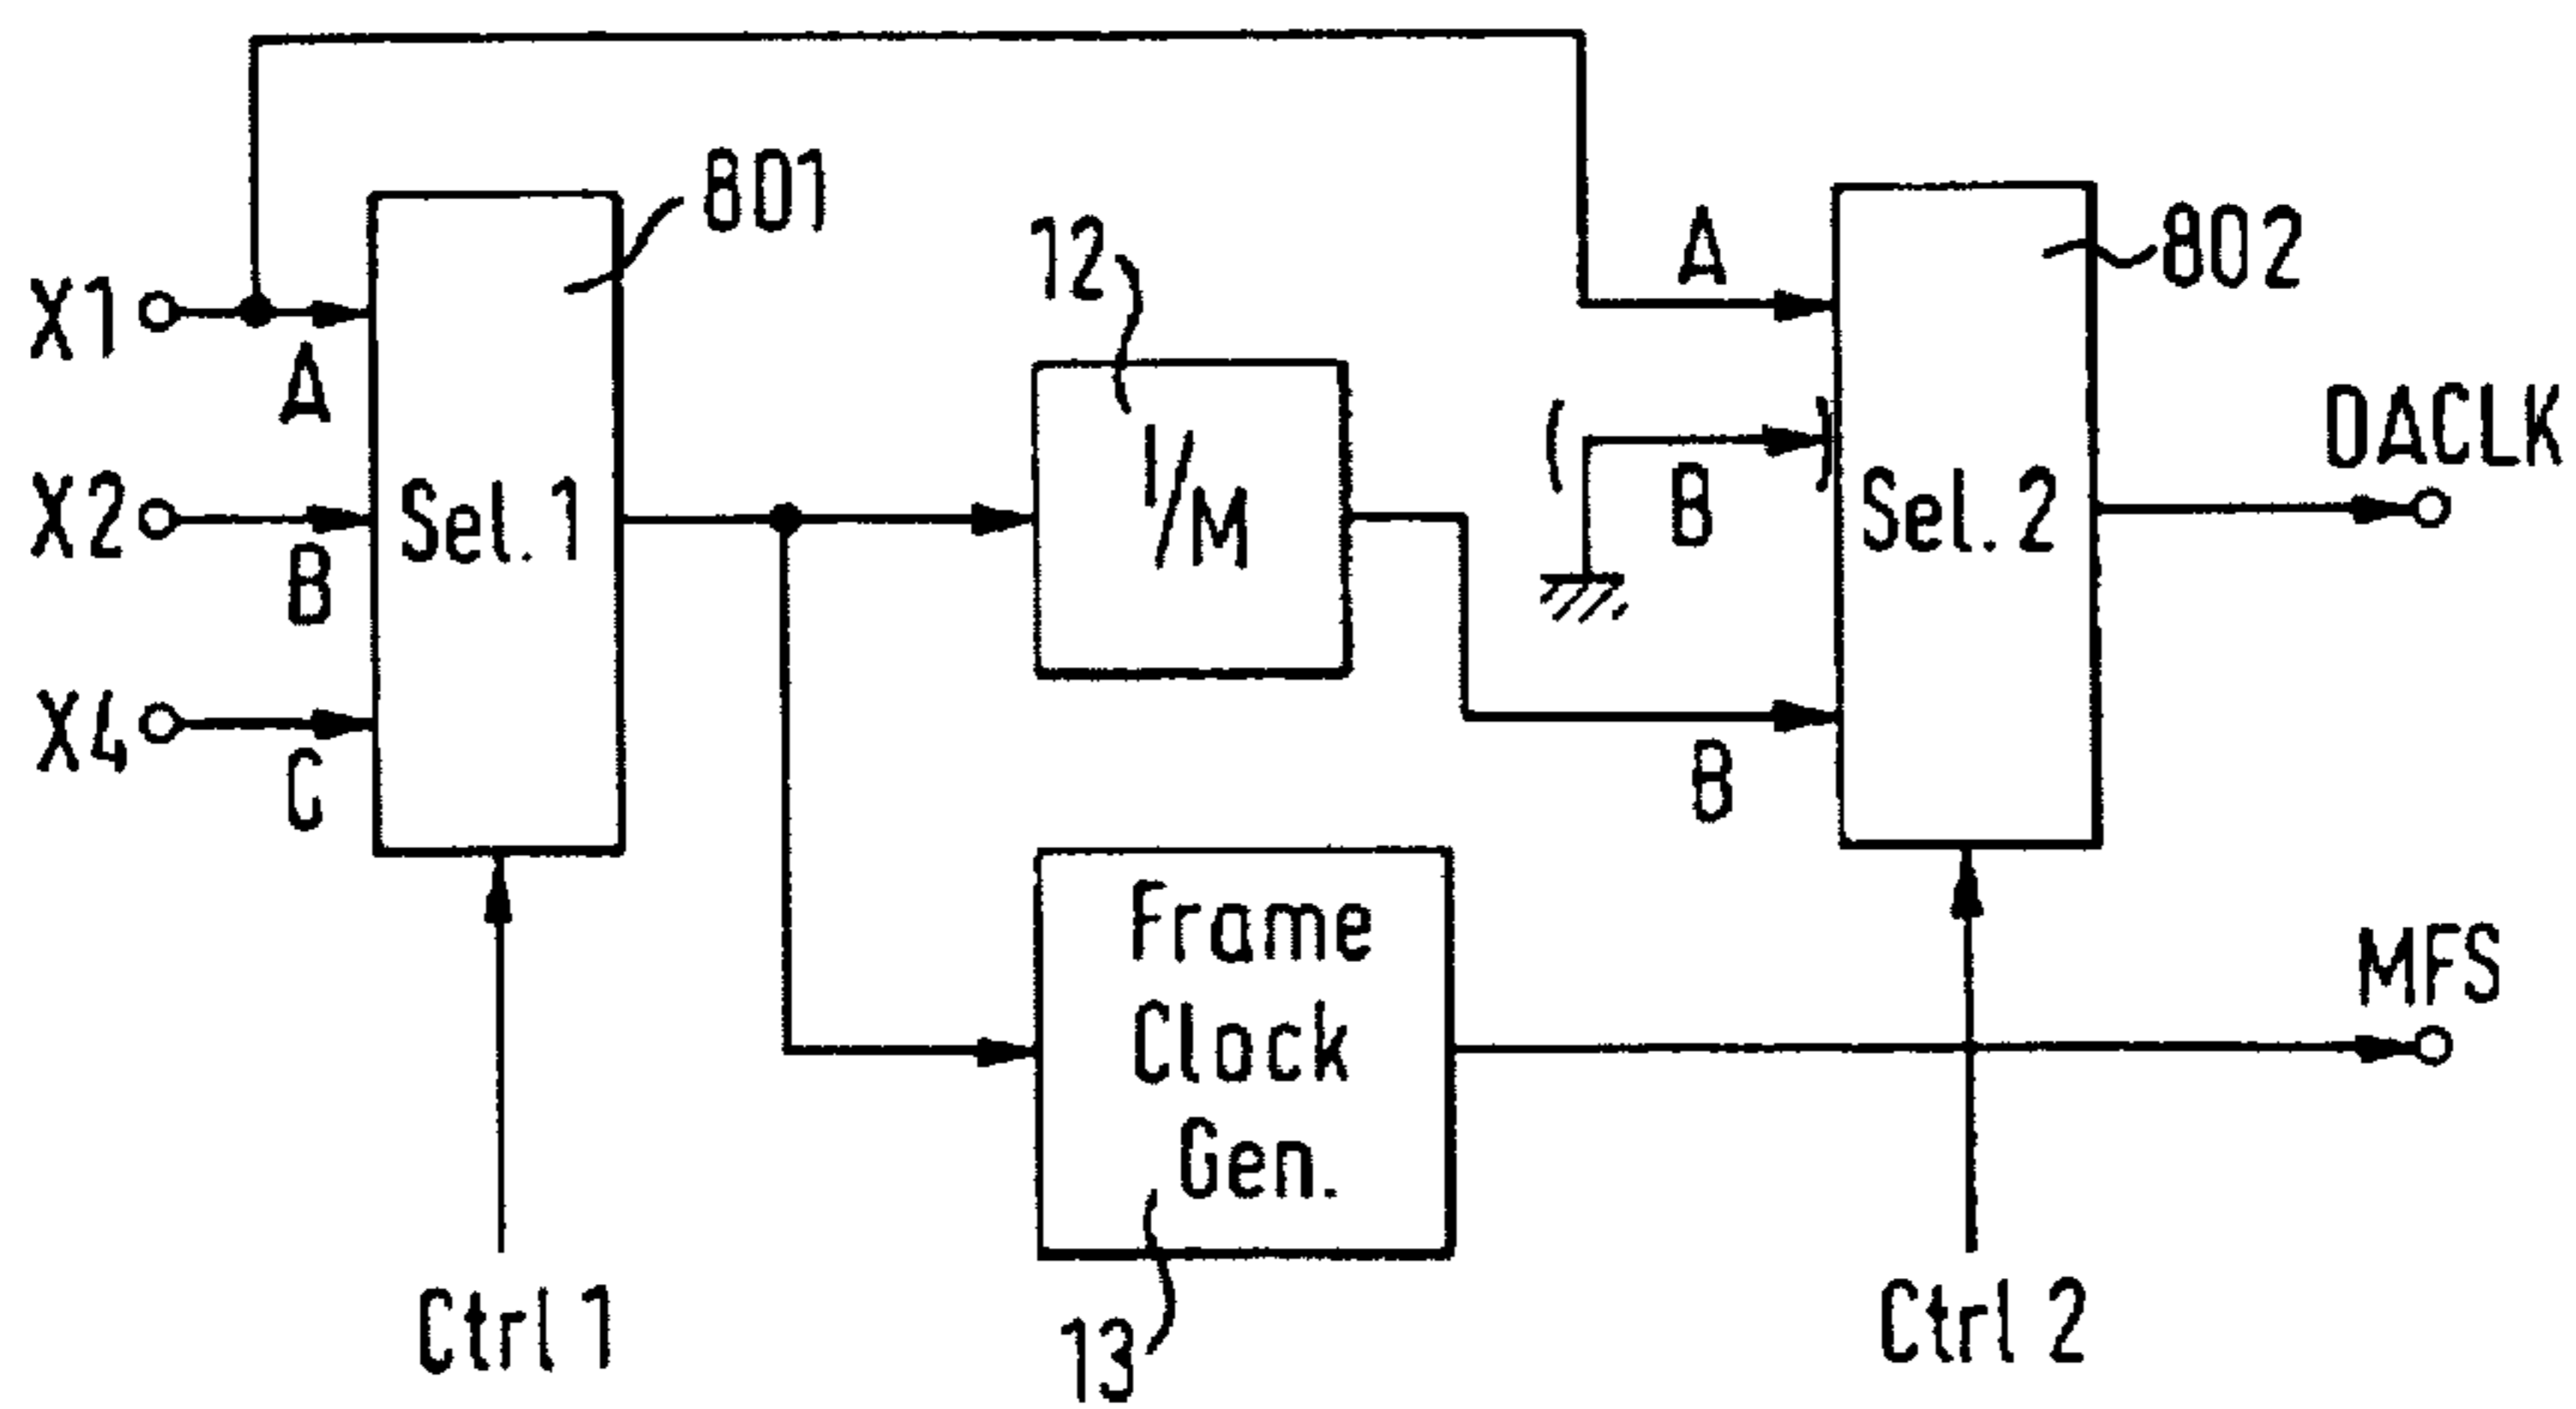 801
802
12
X1
A
A
DACLK
X2
Sel. 1
1/M
( B )
Sel. 2
B
X4
C
B
Frame
Clock
Gen.
MFS
Ctrl 1
Ctrl 2
13